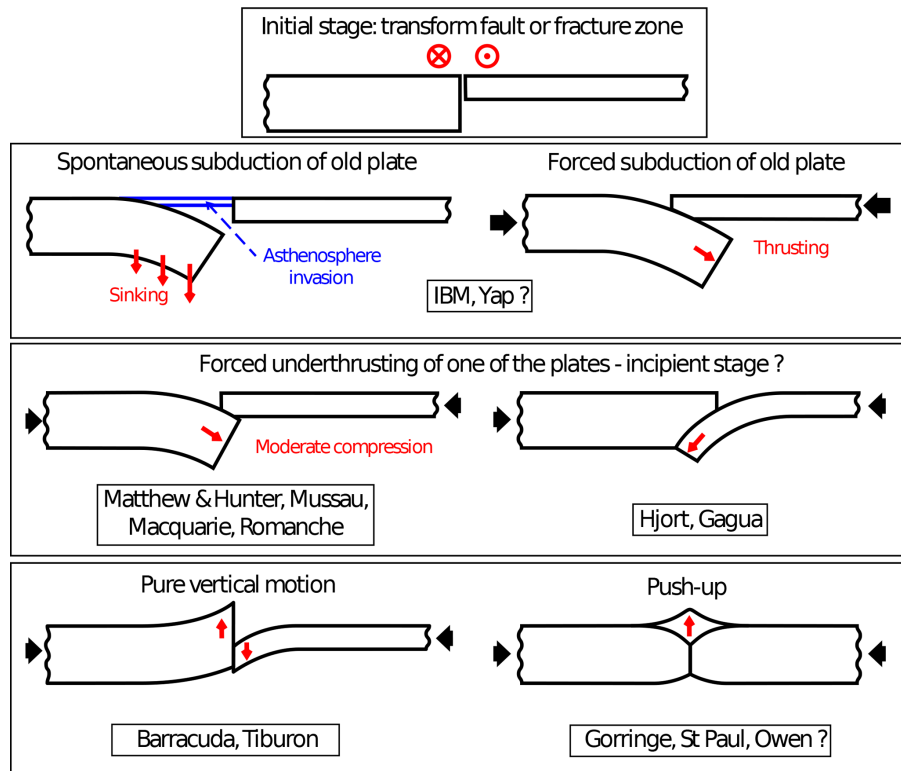 Initial stage: transform fault or fracture zone
Spontaneous subduction of old plate
Asthenosphere
invasion
Sinking
Forced subduction of old plate
Thrusting
IBM, Yap ?
Forced underthrusting of one of the plates - incipient stage ?
Moderate compression
Matthew & Hunter, Mussau,
Macquarie, Romanche
Hjort, Gagua
Pure vertical motion
Barracuda, Tiburon
Push-up
Gorringe, St Paul, Owen ?